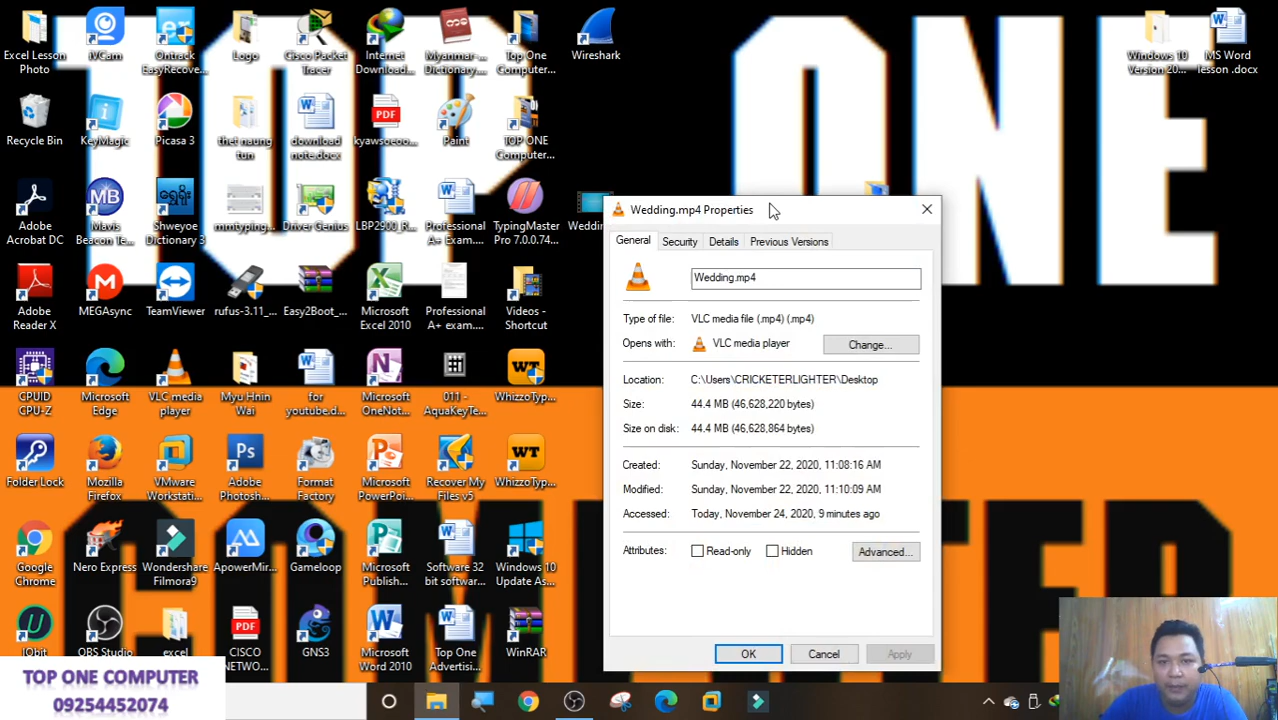 Excel Lesson Photo
iVCam
Ontrack EasyRecove...
Logo
Cisco Packet Tracer
Internet Download...
Myanmar-... Dictionary...
Top One Computer...
Wireshark
Windows 10 Version 20...
MS Word lesson .docx
Recycle Bin
KeyMagic
Picasa 3
thet naung tun
download note.docx
PDF
kyawsoeoo...
Paint
TOP ONE Computer...
Adobe Acrobat DC
MB
Mavis Beacon Te...
Shweyoe Dictionary 3
mmtyping...
Driver Genius
LBP2900_R...
Professional A+ Exam...
TypingMaster Pro 7.0.0.74...
Adobe Reader X
MEGAsync
TeamViewer
rufus-3.11_...
Easy2Boot_...
Microsoft Excel 2010
Professional A+ exam....
Videos - Shortcut
CPUID CPU-Z
Microsoft Edge
VLC media player
Myu Hnin Wai
for youtube.d...
Microsoft OneNot...
011 - AquaKeyTe...
WT
WhizzoTyp...
Folder Lock
Mozilla Firefox
VMware Workstati...
Ps
Adobe Photosh...
Format Factory
Microsoft PowerPoi...
Recover My Files v5
WT
WhizzoTyp...
Google Chrome
Nero Express
Wondershare Filmora9
ApowerMir...
Gameloop
Microsoft Publish...
Software 32 bit softwar...
Windows 10 Update As...
IObit
OBS Studio
excel
PDF
CISCO NETWO...
GNS3
Microsoft Word 2010
Top One Advertisi...
WinRAR
Wedding.mp4 Properties
General
Security
Details
Previous Versions
Wedding.mp4
Type of file: VLC media file (.mp4) (.mp4)
Opens with: VLC media player
Change...
Location: C:\Users\CRICKETERLIGHTER\Desktop
Size: 44.4 MB (46,628,220 bytes)
Size on disk: 44.4 MB (46,628,864 bytes)
Created: Sunday, November 22, 2020, 11:08:16 AM
Modified: Sunday, November 22, 2020, 11:10:09 AM
Accessed: Today, November 24, 2020, 9 minutes ago
Attributes: Read-only Hidden Advanced...
OK
Cancel
Apply
TOP ONE COMPUTER
09254452074